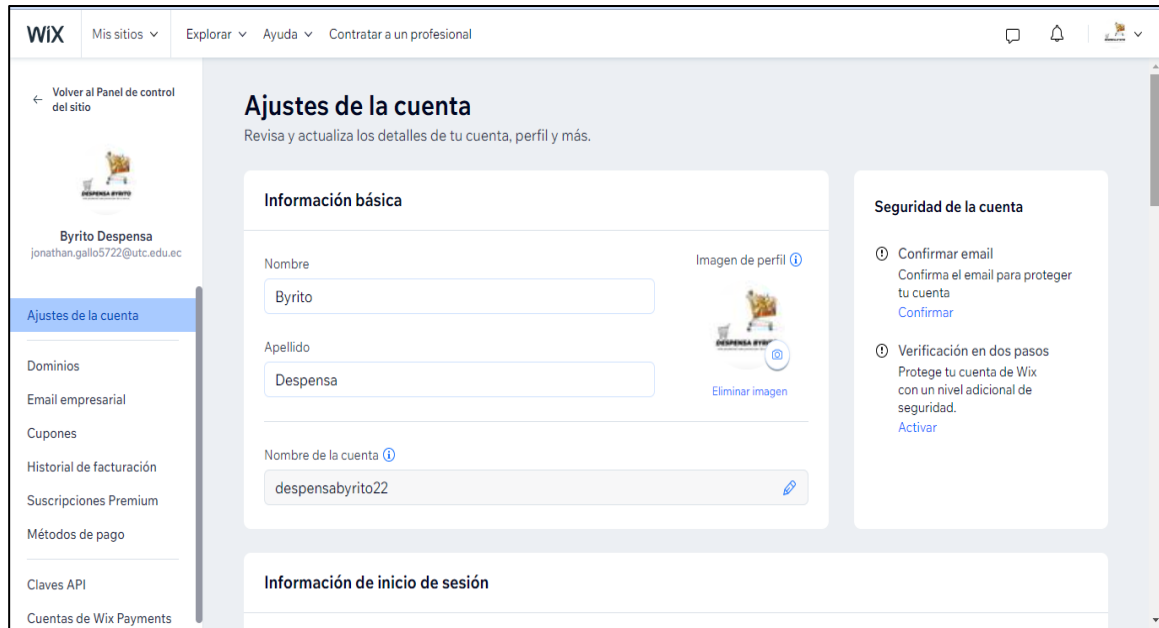 WiX Mis sitios Explorar Ayuda Contratar a un profesional
Volver al Panel de control
del sitio
DESPENSA BYRITO
Byrito Despensa
jonathan.gallo5722@utc.edu.ec
Ajustes de la cuenta
Dominios
Email empresarial
Cupones
Historial de facturación
Suscripciones Premium
Métodos de pago
Claves API
Cuentas de Wix Payments
Ajustes de la cuenta
Revisa y actualiza los detalles de tu cuenta, perfil y más.
Información básica
Nombre
Byrito
Apellido
Despensa
Imagen de perfil
DESPENSA BYRITO
Eliminar imagen
Nombre de la cuenta
despensabyrito22
Información de inicio de sesión
Seguridad de la cuenta
Confirmar email
Confirma el email para proteger
tu cuenta
Confirmar
Verificación en dos pasos
Protege tu cuenta de Wix
con un nivel adicional de
seguridad.
Activar